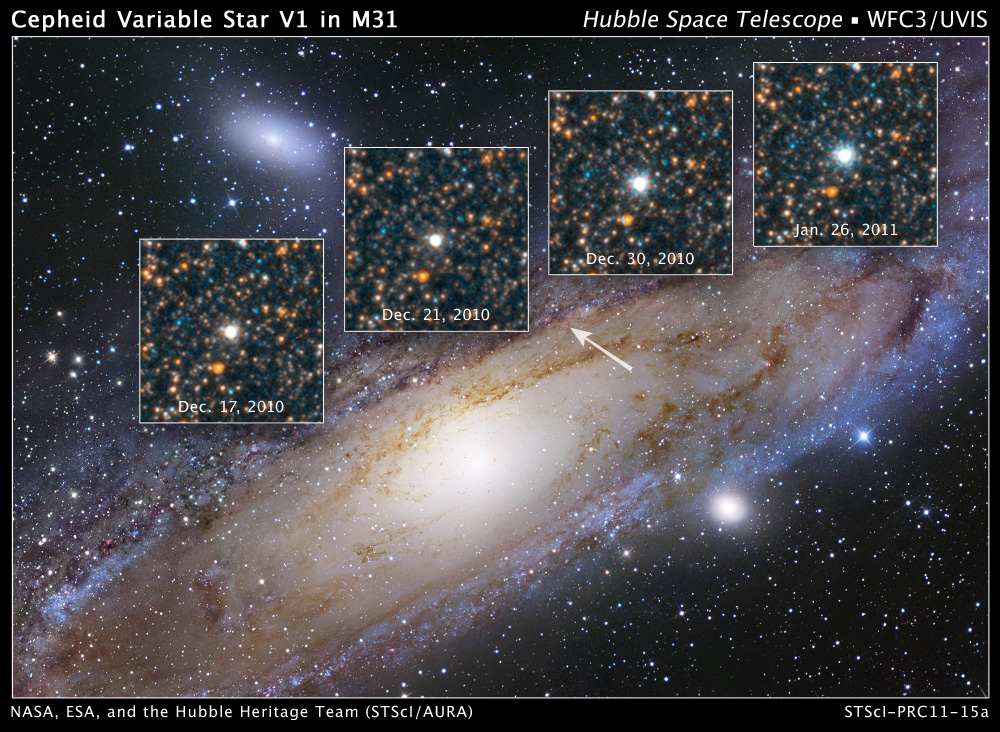 Cepheid Variable Star V1 in M31
Hubble Space Telescope ▪ WFC3/UVIS
Jan. 26, 2011
Dec. 30, 2010
Dec. 21, 2010
Dec. 17, 2010
NASA, ESA, and the Hubble Heritage Team (STScI/AURA)
STScI-PRC11-15a